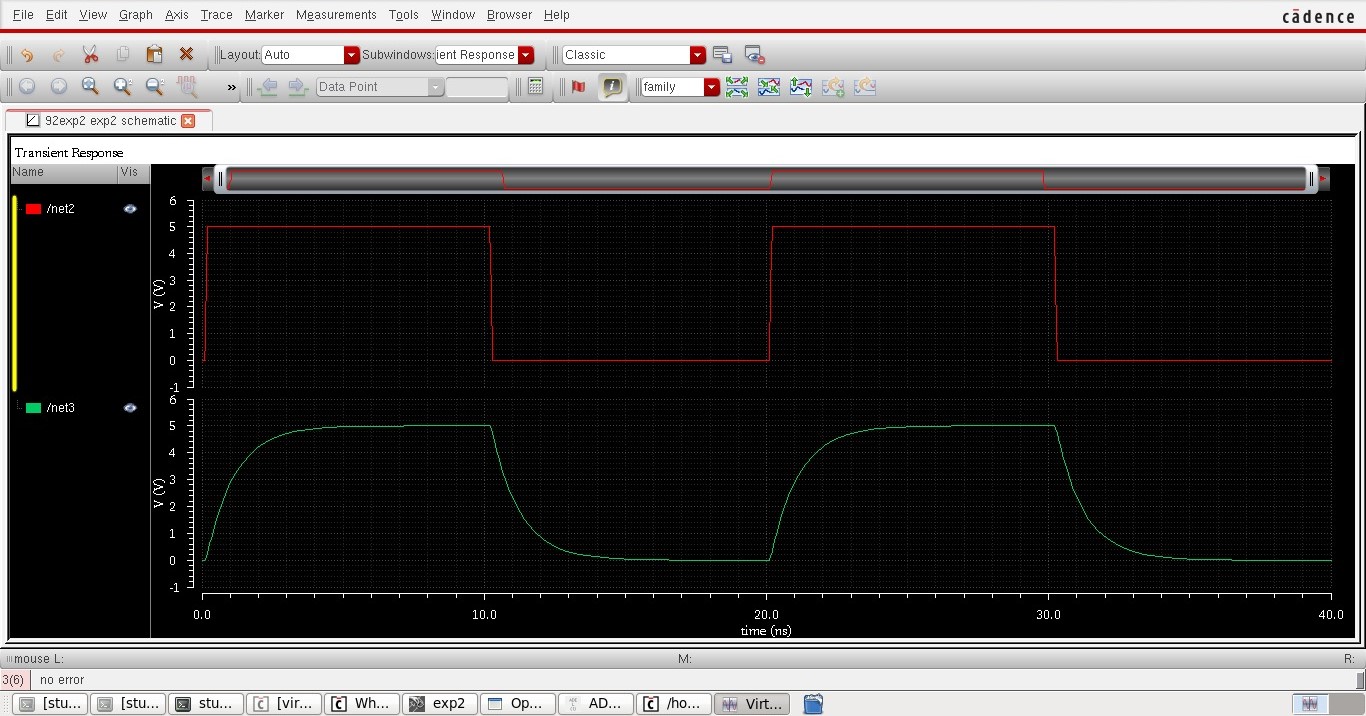 File Edit View Graph Axis Trace Marker Measurements Tools Window Browser Help
cādence
Layout: Auto Subwindows: ient Response Classic
» Data Point family
92exp2 exp2 schematic
Transient Response
Name Vis
/net2
6
5
4
3
2
1
0
-1
V (V)
/net3
6
5
4
3
2
1
0
-1
V (V)
0.0 10.0 20.0 30.0 40.0
time (ns)
mouse L: M: R:
3(6) no error
[stu... [stu... stu... [vir... Wh... exp2 Op... AD... /ho... Virt...